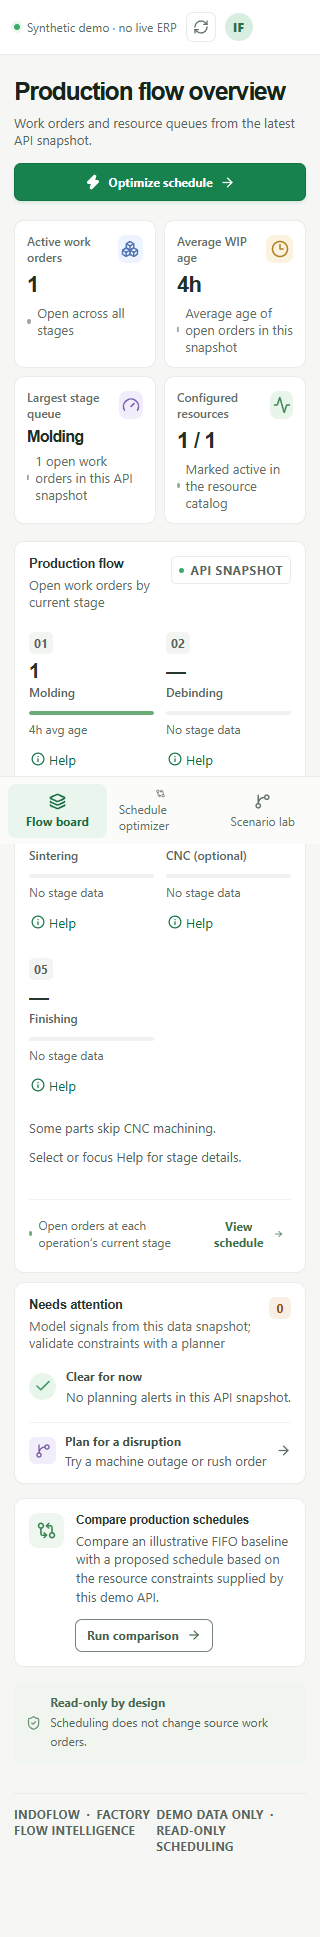 Synthetic demo · no live ERP
IF
Production flow overview
Work orders and resource queues from the latest
API snapshot.
Optimize schedule
Active work
orders
1
Open across all
stages
Average WIP
age
4h
Average age of
open orders in this
snapshot
Largest stage
queue
Molding
1 open work
orders in this API
snapshot
Configured
resources
1 / 1
Marked active in
the resource
catalog
Production flow
Open work orders by
current stage
API SNAPSHOT
01
1
Molding
4h avg age
Help
02
—
Debinding
No stage data
Help
Flow board
Schedule
optimizer
Scenario lab
Sintering
No stage data
Help
CNC (optional)
No stage data
Help
05
—
Finishing
No stage data
Help
Some parts skip CNC machining.
Select or focus Help for stage details.
Open orders at each
operation's current stage
View
schedule
Needs attention
0
Model signals from this data snapshot;
validate constraints with a planner
Clear for now
No planning alerts in this API snapshot.
Plan for a disruption
Try a machine outage or rush order
Compare production schedules
Compare an illustrative FIFO baseline
with a proposed schedule based on
the resource constraints supplied by
this demo API.
Run comparison
Read-only by design
Scheduling does not change source work
orders.
INDOFLOW · FACTORY
FLOW INTELLIGENCE
DEMO DATA ONLY ·
READ-ONLY
SCHEDULING